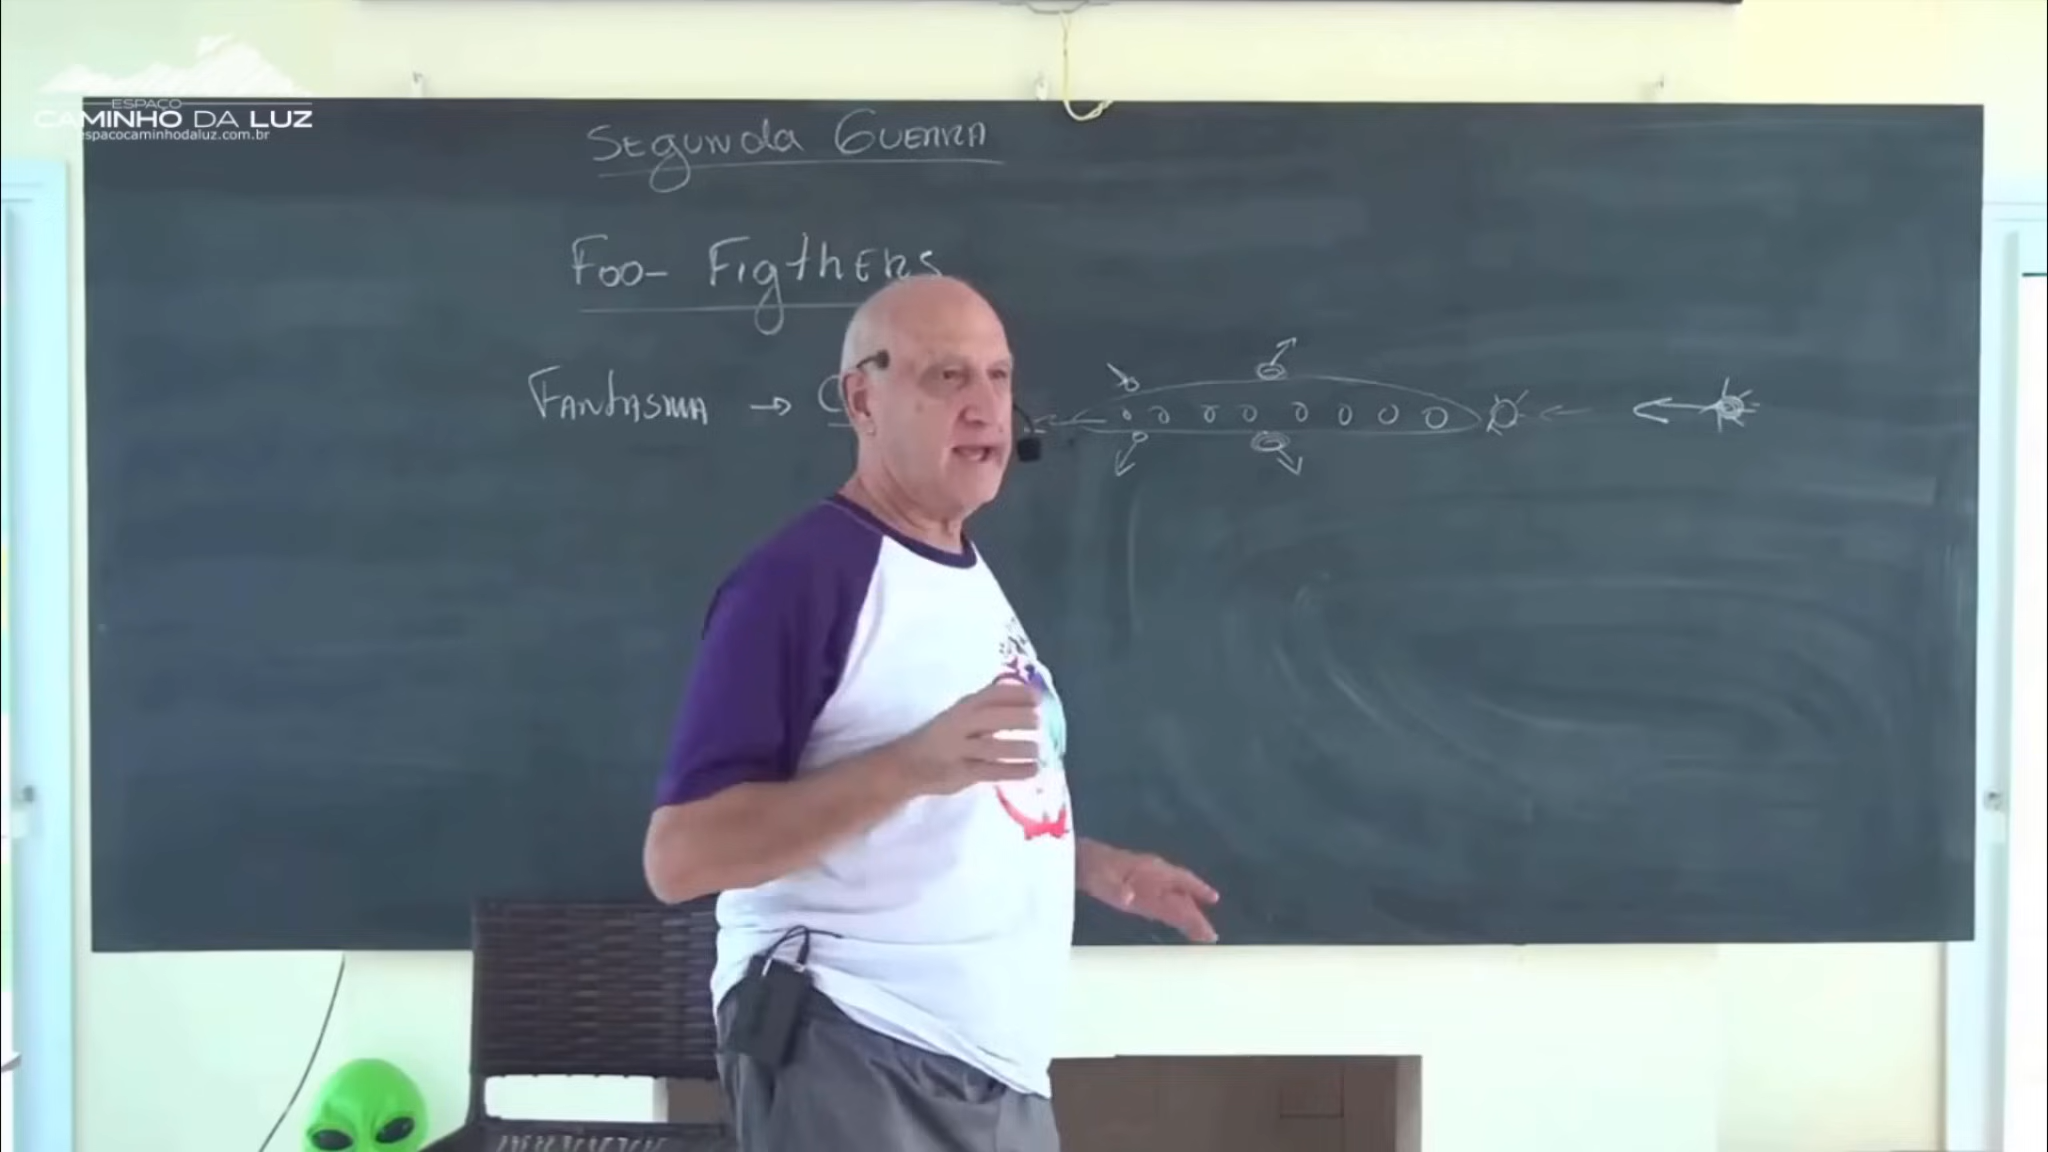 ESPAÇO
CAMINHO DA LUZ
espacocaminhodaluz.com.br
SEgunda GUERRA
Foo- FigthERS
FANTASMA → C